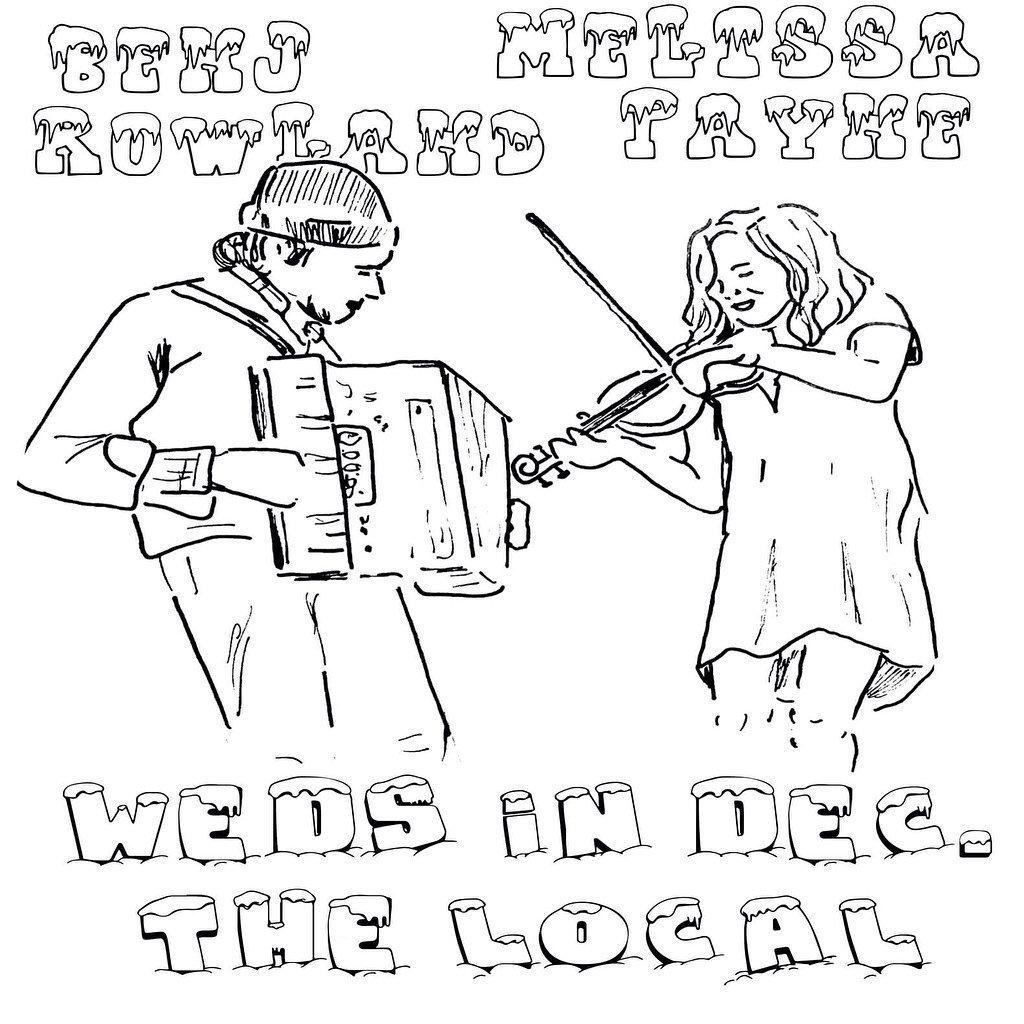 BENJ
ROWLAND
MELISSA
PAYNE
WEDS iN DEC.
THE LOCAL